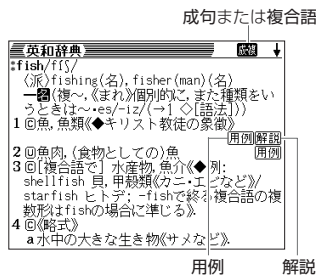 成句または複合語
英和辞典 成複 ↓
:fish/fíʃ/
〈派〉fishing(名), fisher(man)(名)
━名(複～,《まれ》個別的に, また種類をい
うときは～・es/-iz/(→1 ◇[語法]))
1 Ⓒ魚, 魚類《◆キリスト教徒の象徴》
用例 解説
2 Ⓤ魚肉, (食物としての)魚
用例
3 Ⓒ[複合語で] 水産物, 魚介《◆例:
shellfish 貝, 甲殻類《カニ・エビなど》/
starfish ヒトデ; -fishで終る複合語の複
数形はfishの場合に準じる》.
4 Ⓒ《略式》
a 水中の大きな生き物《サメなど》.
用例 解説